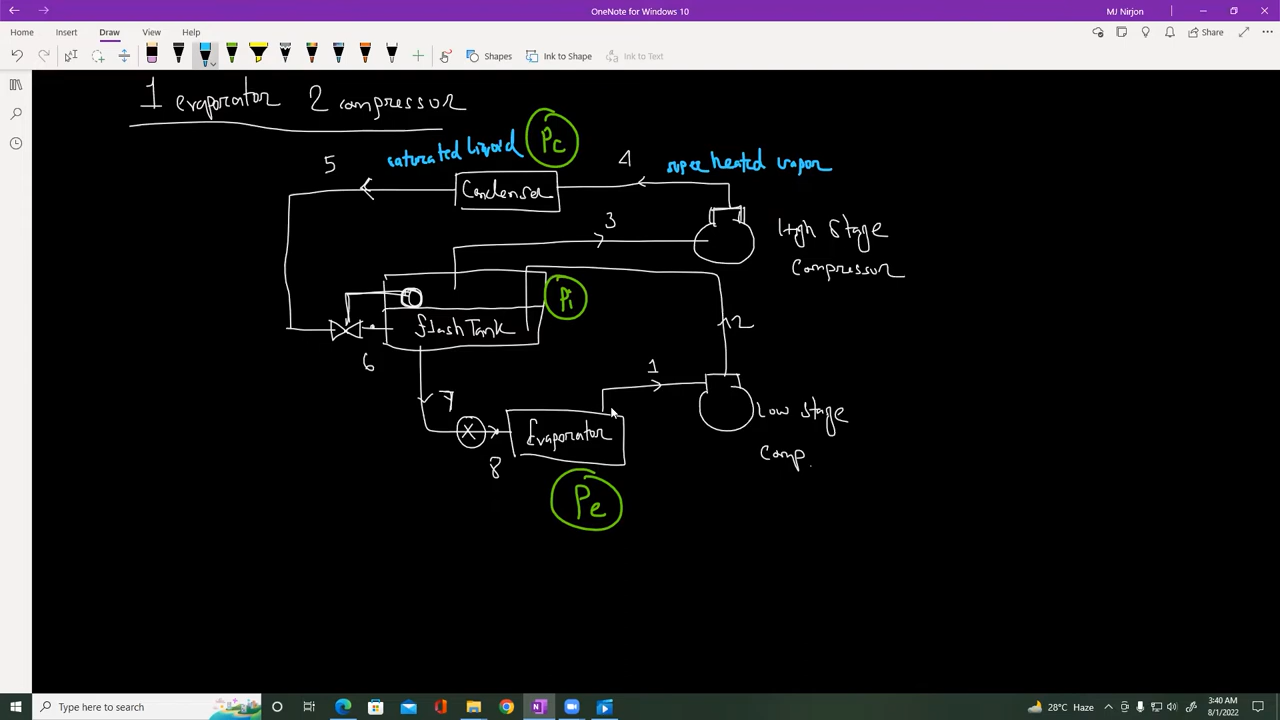 OneNote for Windows 10
MJ Nirjon
Home Insert Draw View Help
Shapes Ink to Shape Ink to Text Share
1 evaporator 2 compressor
Pc
5 saturated liquid 4 super heated vapor
Condenser
3 High Stage
Compressor
Pi
flash Tank
2
6
1
7
Low stage
Evaporator
Comp.
8
Pe
Type here to search
28°C Haze
3:40 AM
8/1/2022